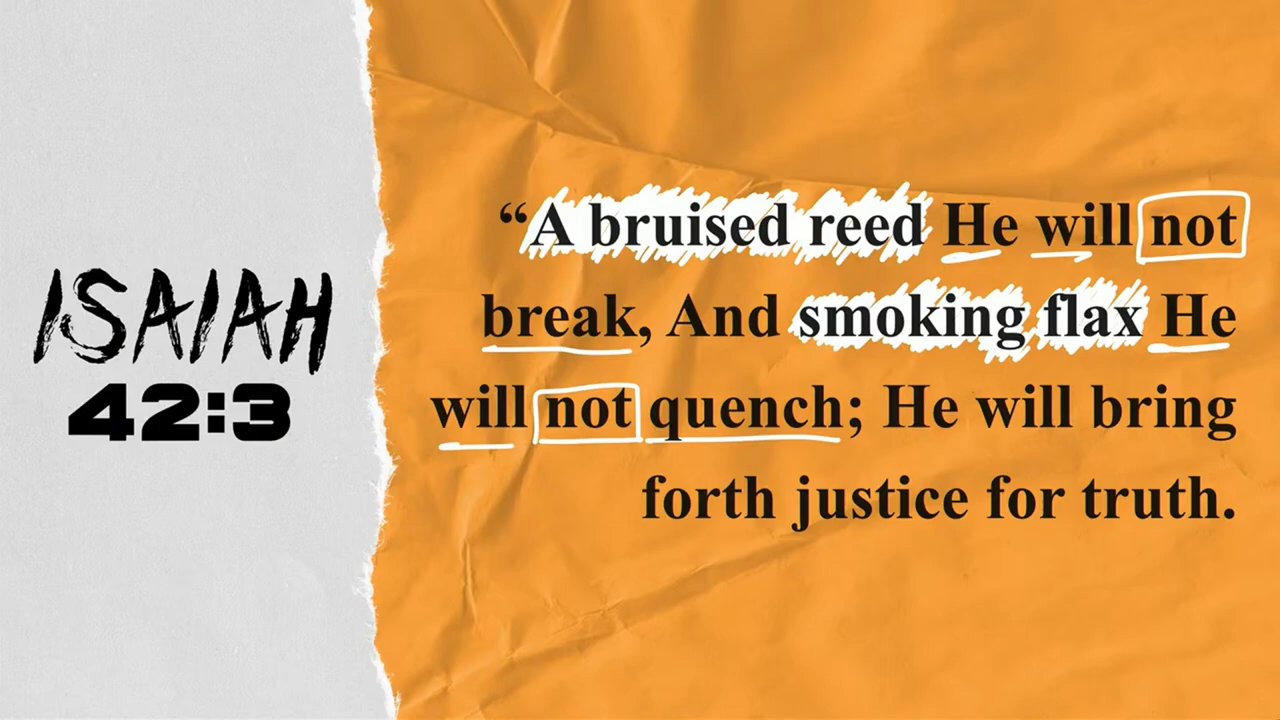 ISAIAH
42:3
“A bruised reed He will not
break, And smoking flax He
will not quench; He will bring
forth justice for truth.